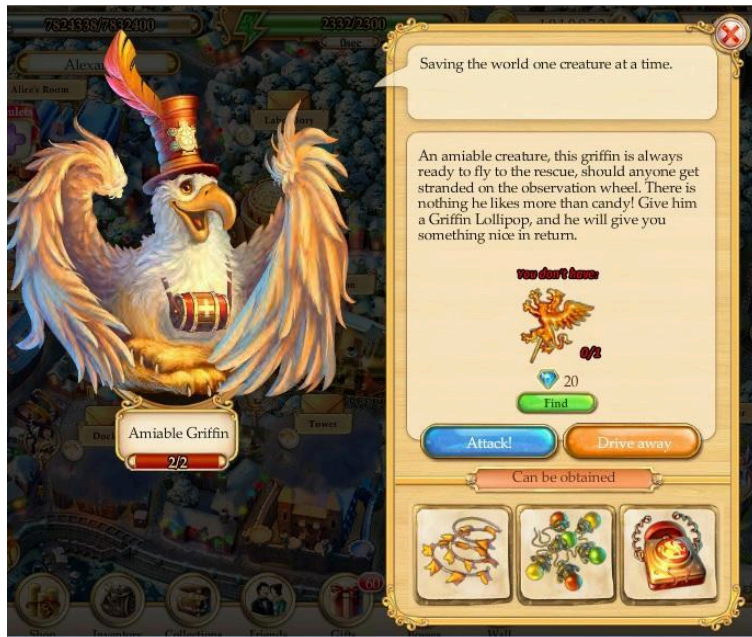 7824338/7832400
2332/2300
0sec
Alice's Room
Saving the world one creature at a time.
An amiable creature, this griffin is always
ready to fly to the rescue, should anyone get
stranded on the observation wheel. There is
nothing he likes more than candy! Give him
a Griffin Lollipop, and he will give you
something nice in return.
You don't have:
0/1
20
Find
Attack!
Drive away
Amiable Griffin
2/2
Tower
Can be obtained
60
Shop
Inventory
Collections
Friends
Gifts